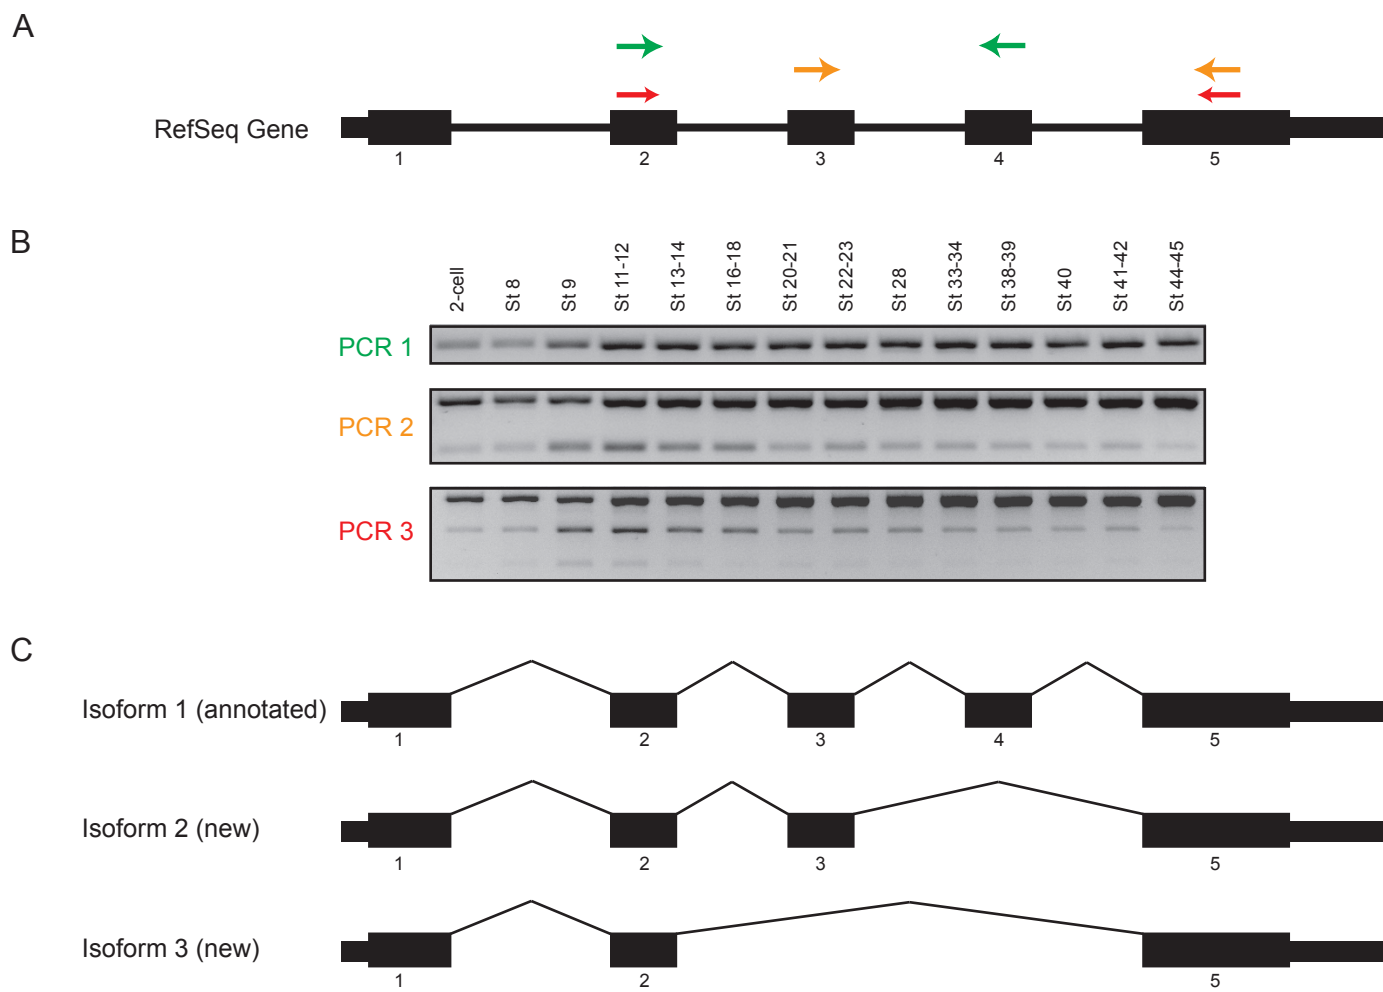 A
RefSeq Gene
1 2 3 4 5
B
2-cell St 8 St 9 St 11-12 St 13-14 St 16-18 St 20-21 St 22-23 St 28 St 33-34 St 38-39 St 40 St 41-42 St 44-45
PCR 1
PCR 2
PCR 3
C
Isoform 1 (annotated)
1 2 3 4 5
Isoform 2 (new)
1 2 3 5
Isoform 3 (new)
1 2 5